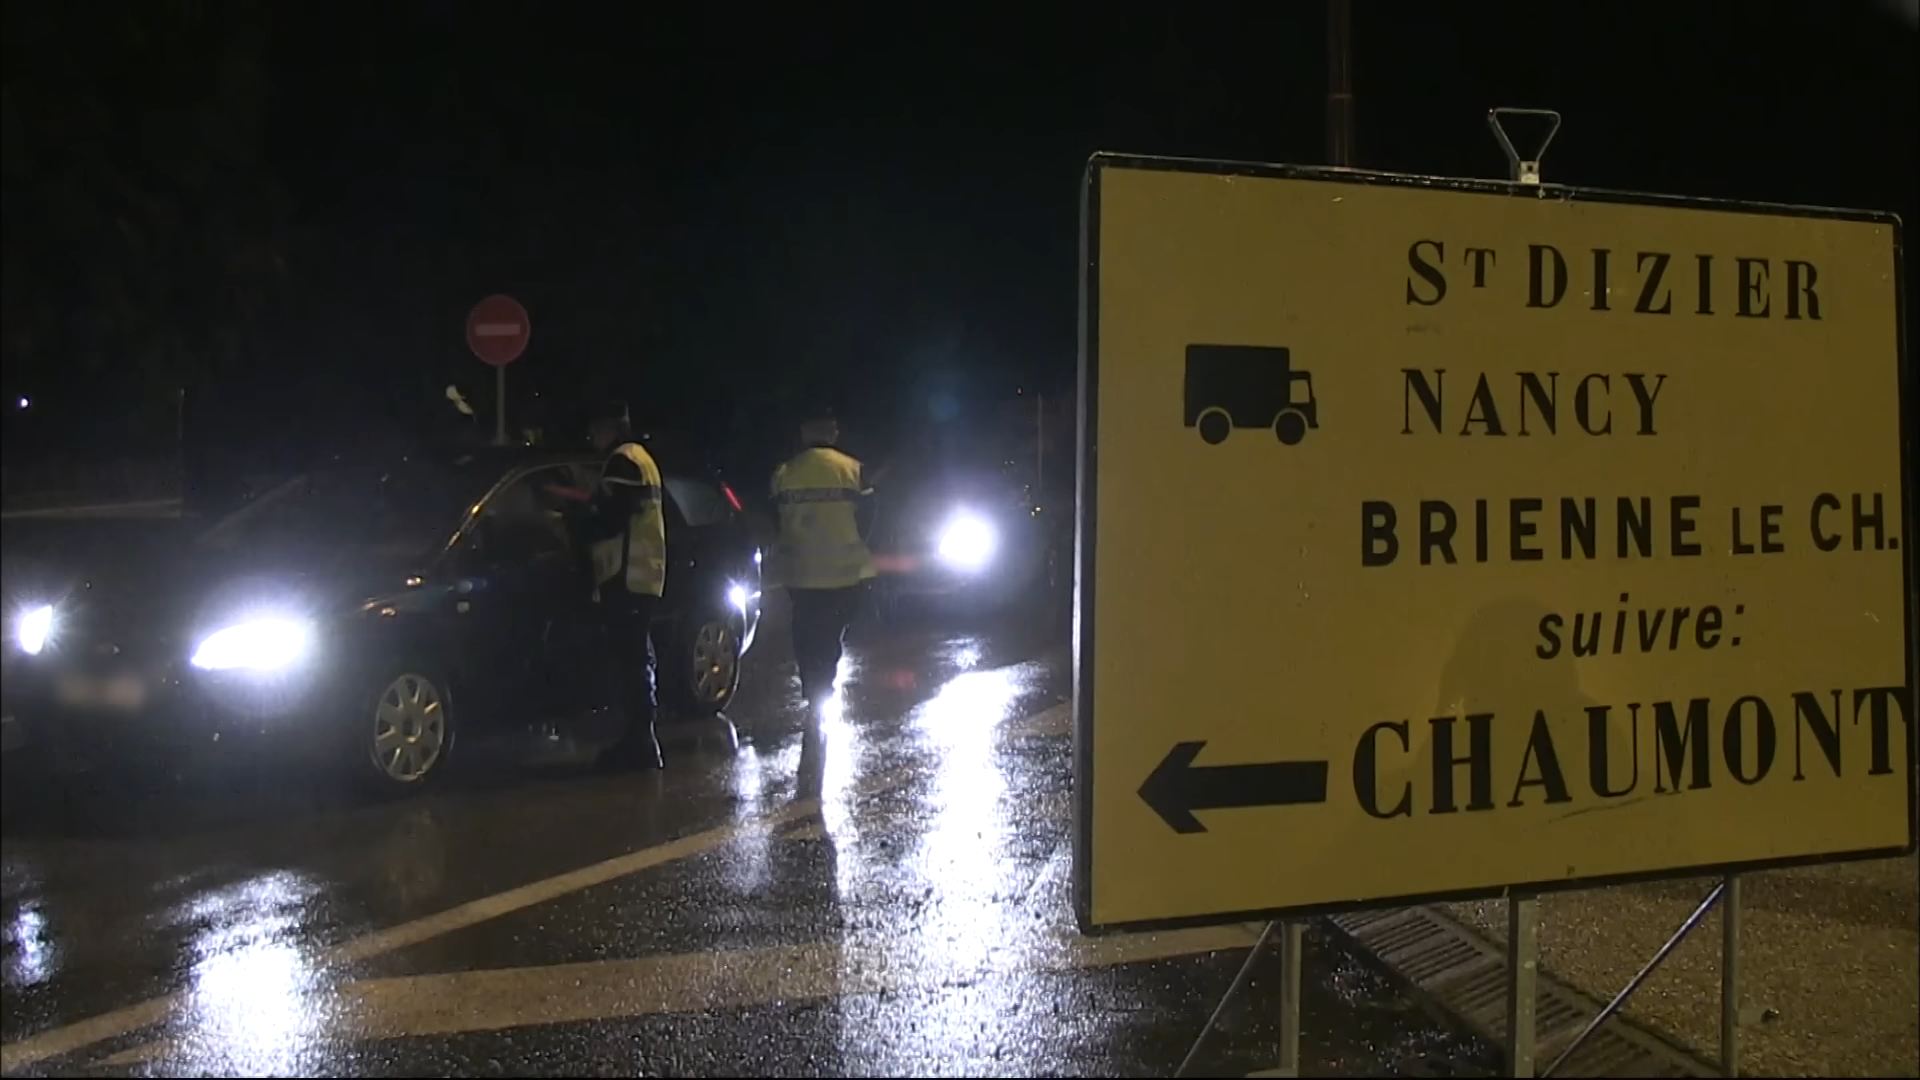 ST DIZIER
NANCY
BRIENNE LE CH.
suivre:
CHAUMONT